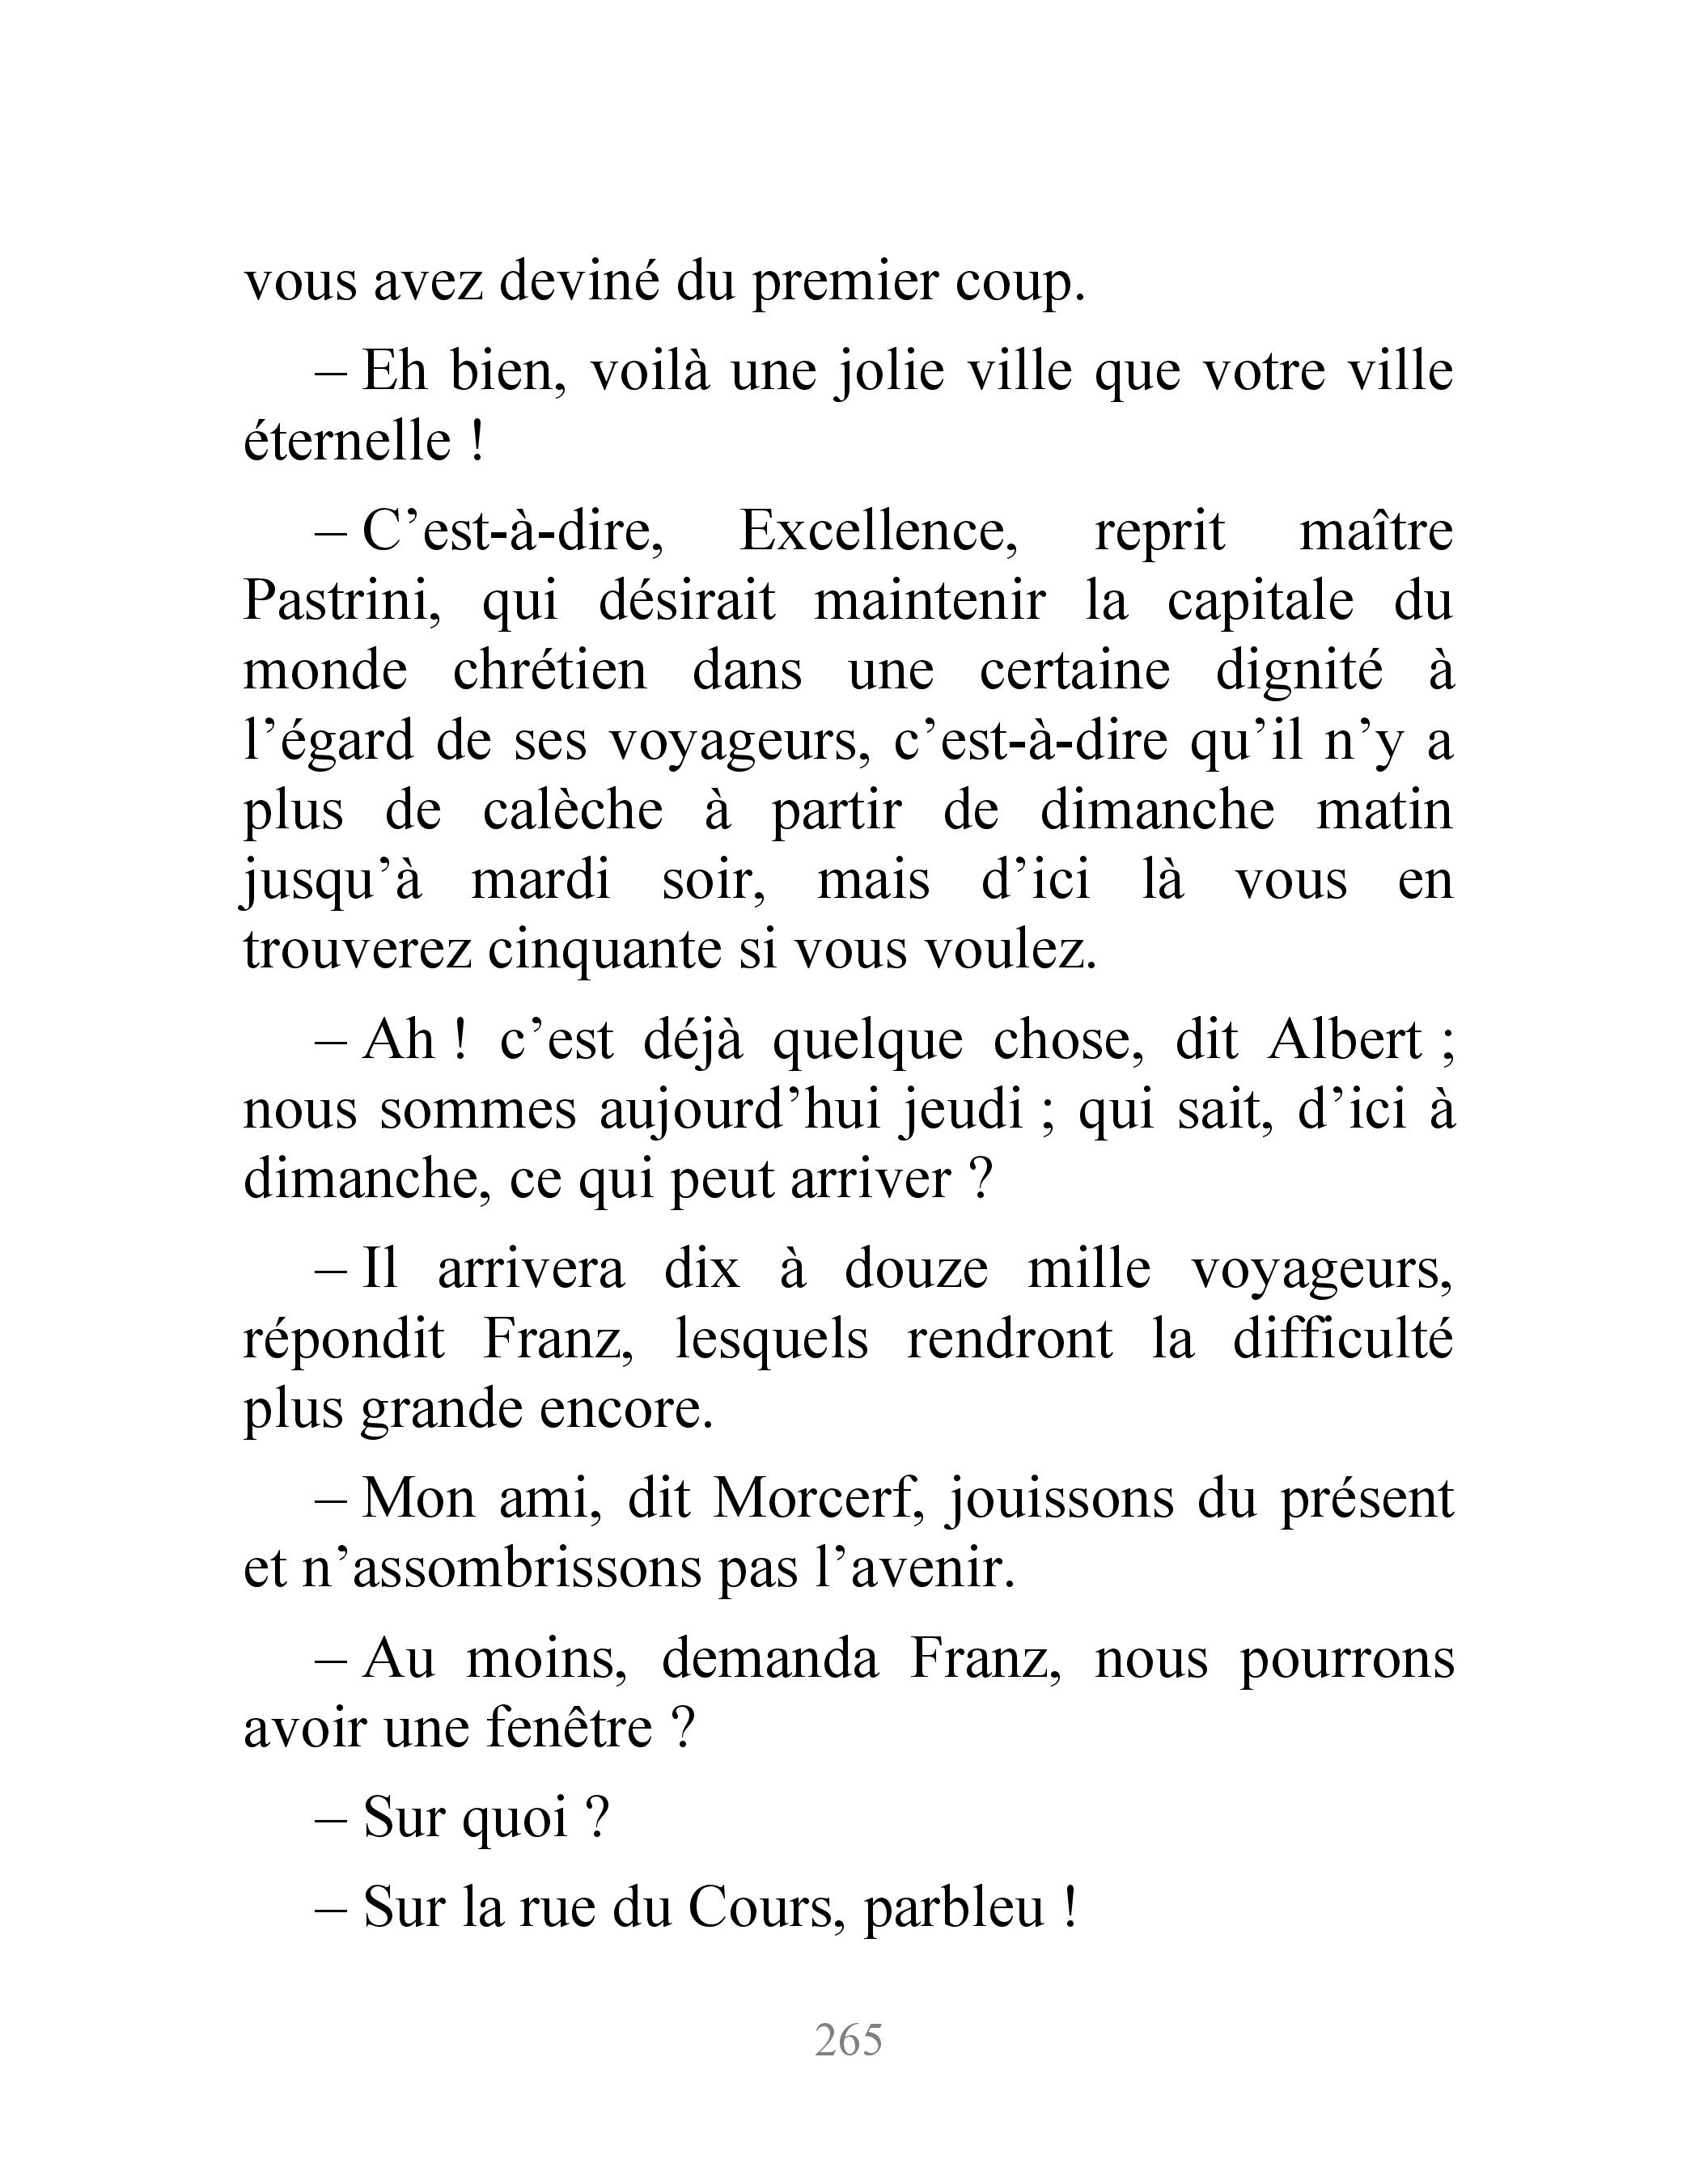 vous avez deviné du premier coup.
– Eh bien, voilà une jolie ville que votre ville
éternelle !
– C’est-à-dire, Excellence, reprit maître
Pastrini, qui désirait maintenir la capitale du
monde chrétien dans une certaine dignité à
l’égard de ses voyageurs, c’est-à-dire qu’il n’y a
plus de calèche à partir de dimanche matin
jusqu’à mardi soir, mais d’ici là vous en
trouverez cinquante si vous voulez.
– Ah ! c’est déjà quelque chose, dit Albert ;
nous sommes aujourd’hui jeudi ; qui sait, d’ici à
dimanche, ce qui peut arriver ?
– Il arrivera dix à douze mille voyageurs,
répondit Franz, lesquels rendront la difficulté
plus grande encore.
– Mon ami, dit Morcerf, jouissons du présent
et n’assombrissons pas l’avenir.
– Au moins, demanda Franz, nous pourrons
avoir une fenêtre ?
– Sur quoi ?
– Sur la rue du Cours, parbleu !
265